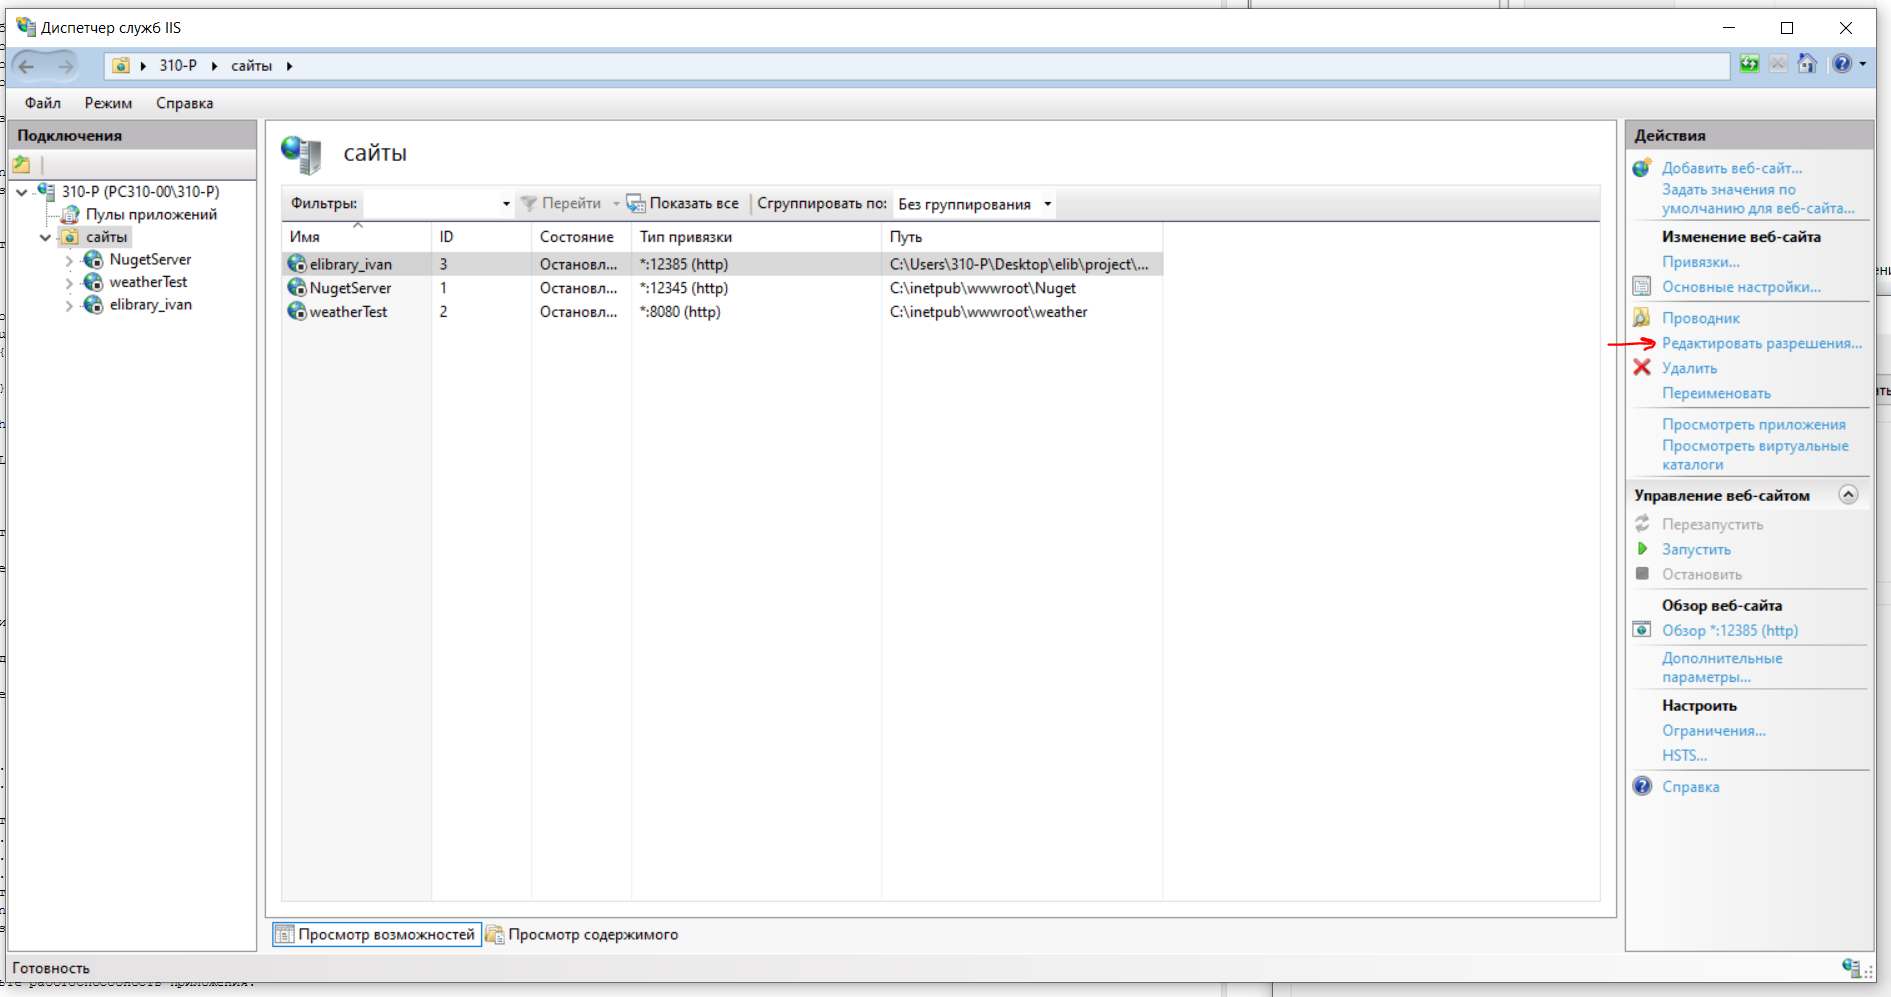 Диспетчер служб IIS
310-P
сайты
Файл Режим Справка
Подключения
310-P (PC310-00\310-P)
Пулы приложений
сайты
NugetServer
weatherTest
elibrary_ivan
сайты
Фильтры: Перейти Показать все Сгруппировать по: Без группирования
Имя ID Состояние Тип привязки Путь
elibrary_ivan 3 Остановл... *:12385 (http) C:\Users\310-P\Desktop\elib\project\...
NugetServer 1 Остановл... *:12345 (http) C:\inetpub\wwwroot\Nuget
weatherTest 2 Остановл... *:8080 (http) C:\inetpub\wwwroot\weather
Просмотр возможностей Просмотр содержимого
Действия
Добавить веб-сайт...
Задать значения по
умолчанию для веб-сайта...
Изменение веб-сайта
Привязки...
Основные настройки...
Проводник
Редактировать разрешения...
Удалить
Переименовать
Просмотреть приложения
Просмотреть виртуальные
каталоги
Управление веб-сайтом
Перезапустить
Запустить
Остановить
Обзор веб-сайта
Обзор *:12385 (http)
Дополнительные
параметры...
Настроить
Ограничения...
HSTS...
Справка
Готовность